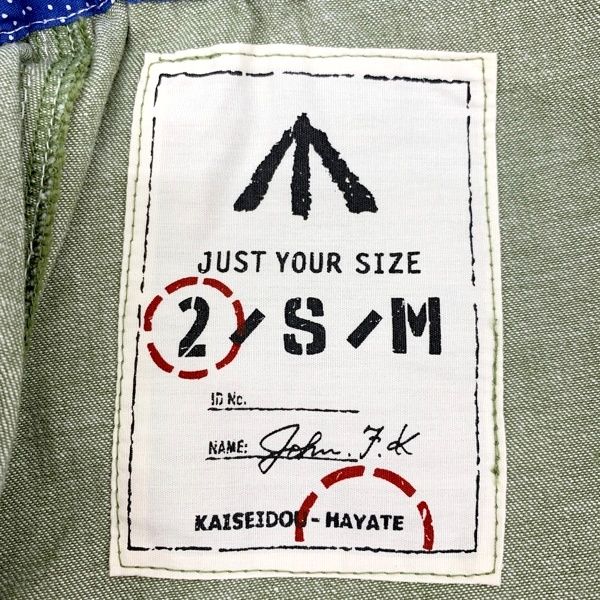 JUST YOUR SIZE
2/S/M
ID No.
NAME: John. F. K
KAISEIDOU - HAYATE